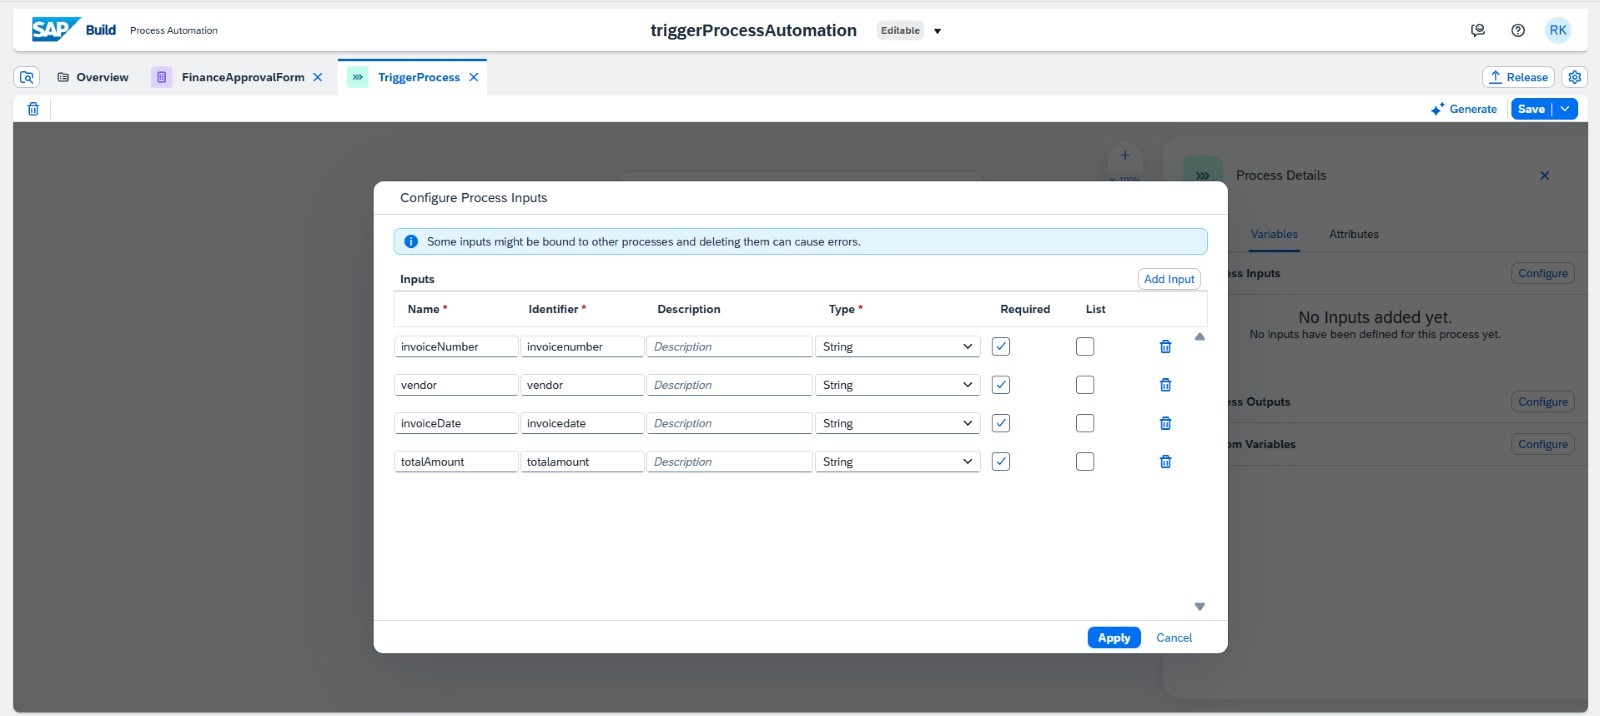 SAP Build Process Automation
triggerProcessAutomation Editable
RK
Overview FinanceApprovalForm TriggerProcess
Release
Generate Save
100%
Process Details
Variables Attributes
ess Inputs Configure
No Inputs added yet.
No inputs have been defined for this process yet.
ess Outputs Configure
om Variables Configure
Configure Process Inputs
Some inputs might be bound to other processes and deleting them can cause errors.
Inputs Add Input
Name * Identifier * Description Type * Required List
invoiceNumber invoicenumber Description String
vendor vendor Description String
invoiceDate invoicedate Description String
totalAmount totalamount Description String
Apply Cancel